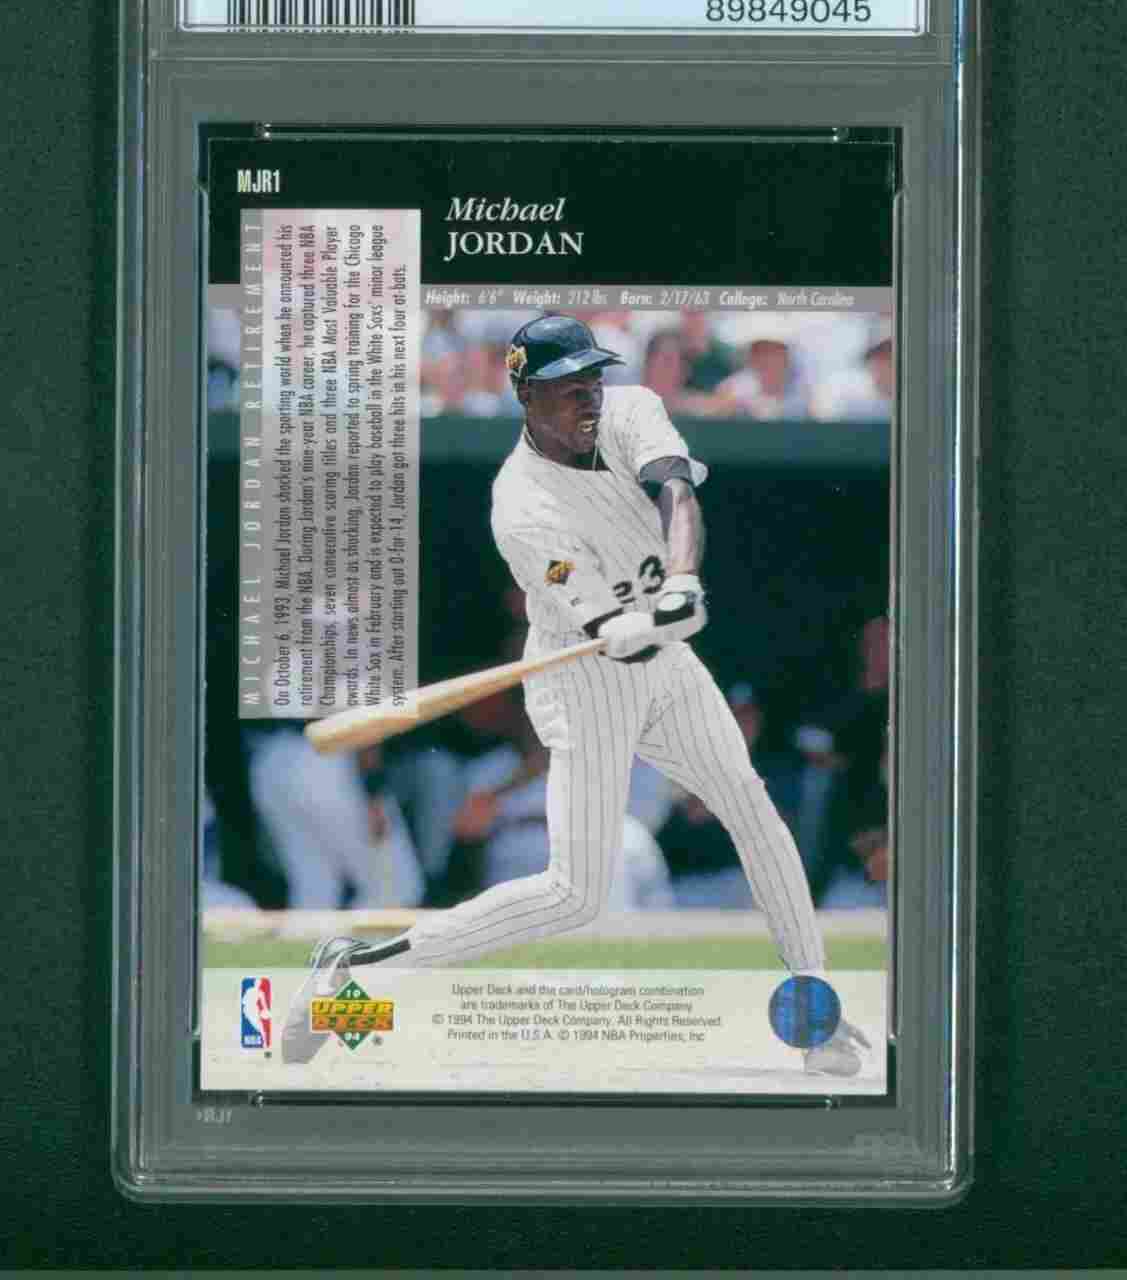 89849045
MJR1
Michael
JORDAN
Height: 6'6" Weight: 212 lbs Born: 2/17/63 College: North Carolina
MICHAEL JORDAN RETIREMENT
On October 6, 1993, Michael Jordan shocked the sporting world when he announced his
retirement from the NBA. During Jordan's nine-year NBA career, he captured three NBA
Championships, seven consecutive scoring titles and three NBA Most Valuable Player
awards. In news almost as shocking, Jordan reported to spring training for the Chicago
White Sox in February and is expected to play baseball in the White Soxs' minor league
system. After starting out 0-for-14, Jordan got three hits in his next four at-bats.
23
NBA
®
19
UPPER
DECK
94
®
Upper Deck and the card/hologram combination
are trademarks of The Upper Deck Company
© 1994 The Upper Deck Company. All Rights Reserved.
Printed in the U.S.A. © 1994 NBA Properties, Inc